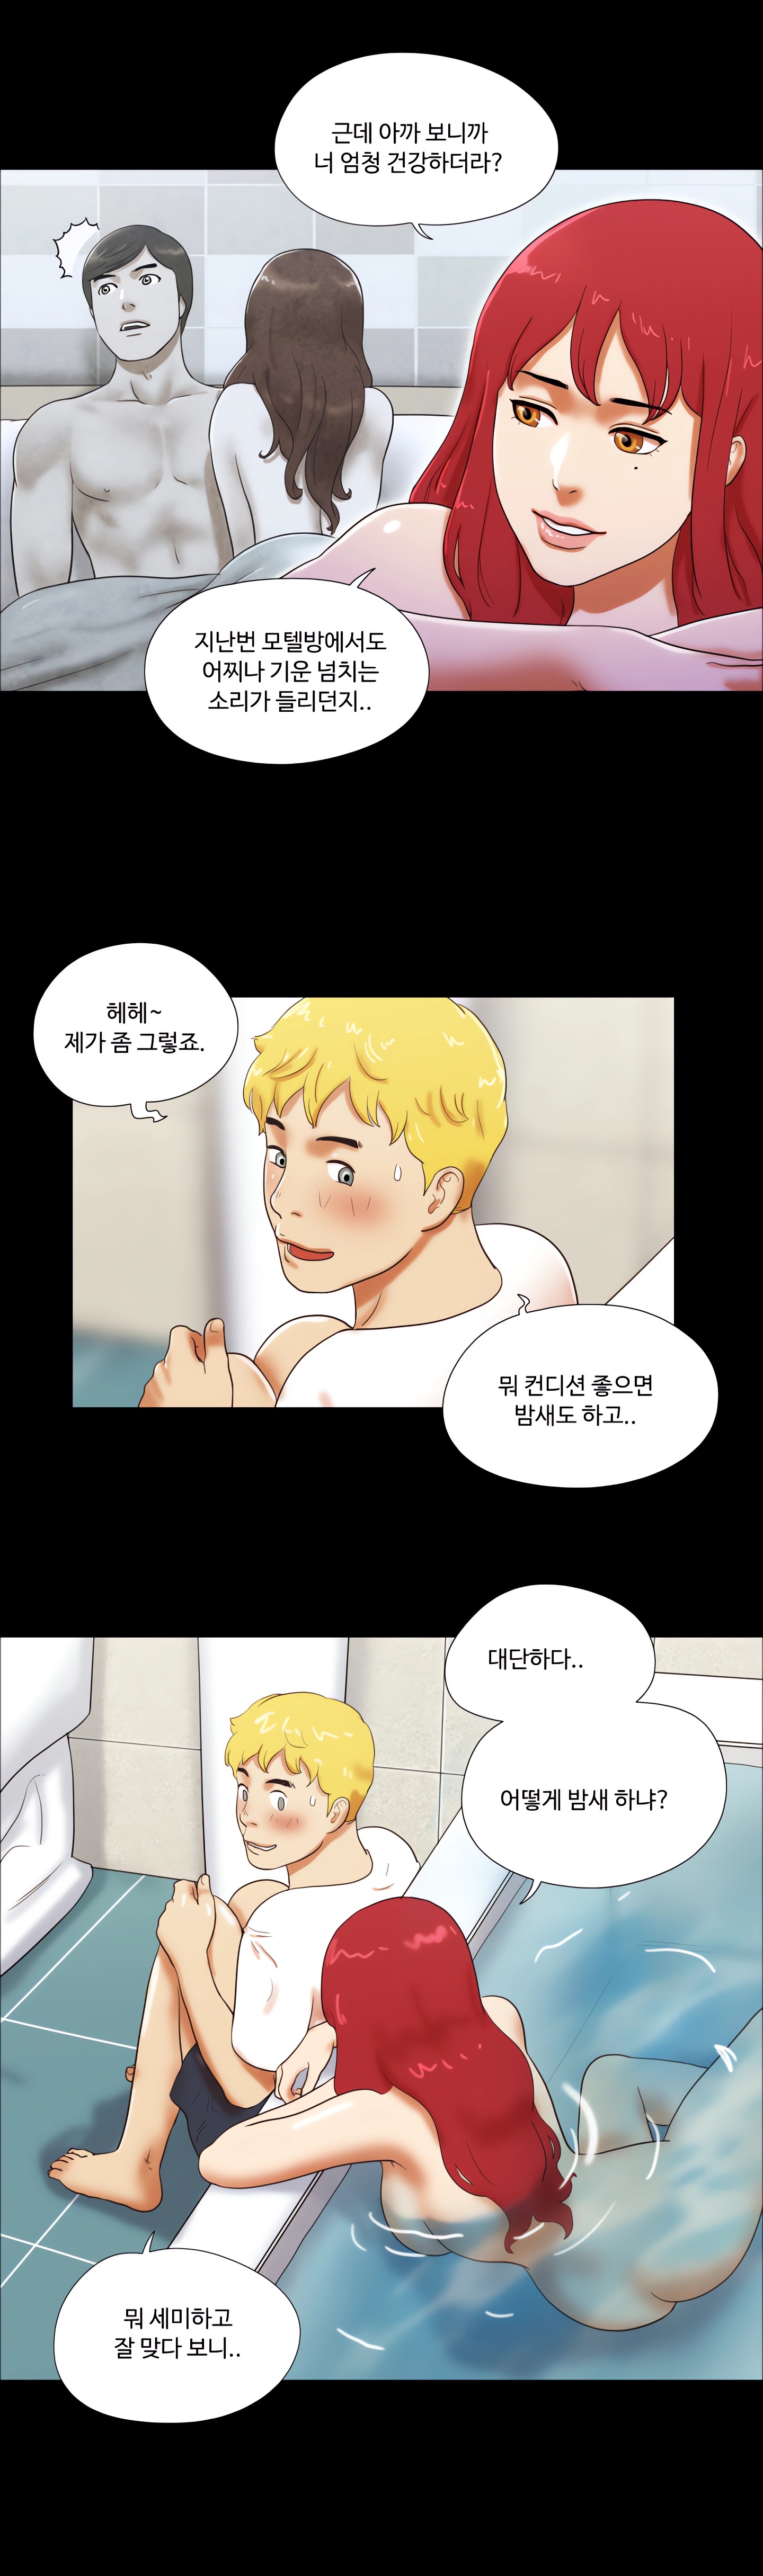 근데 아까 보니까
너 엄청 건강하더라?
지난번 모텔방에서도
어찌나 기운 넘치는
소리가 들리던지..
헤헤~
제가 좀 그렇죠.
뭐 컨디션 좋으면
밤새도 하고..
대단하다..
어떻게 밤새 하냐?
뭐 세미하고
잘 맞다 보니..